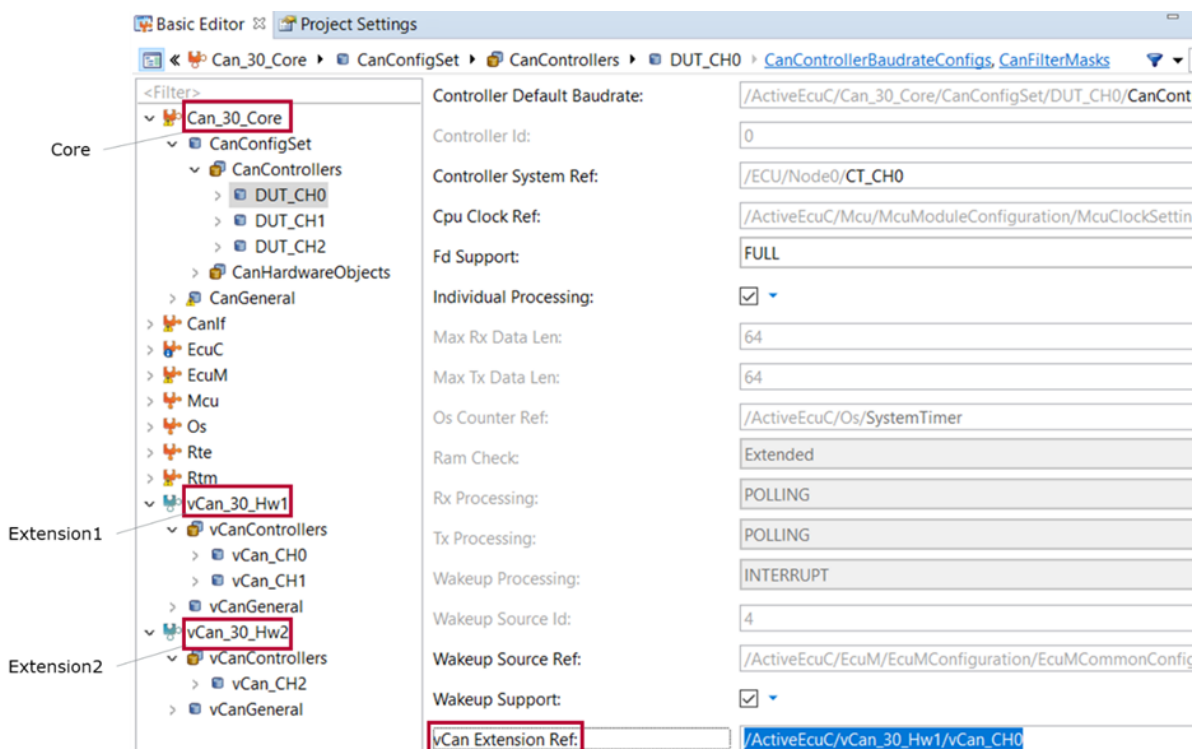 Basic Editor Project Settings
« Can_30_Core CanConfigSet CanControllers DUT_CH0 CanControllerBaudrateConfigs, CanFilterMasks
<Filter>
Can_30_Core
CanConfigSet
CanControllers
DUT_CH0
DUT_CH1
DUT_CH2
CanHardwareObjects
CanGeneral
CanIf
EcuC
EcuM
Mcu
Os
Rte
Rtm
vCan_30_Hw1
vCanControllers
vCan_CH0
vCan_CH1
vCanGeneral
vCan_30_Hw2
vCanControllers
vCan_CH2
vCanGeneral
Core
Extension1
Extension2
Controller Default Baudrate: /ActiveEcuC/Can_30_Core/CanConfigSet/DUT_CH0/CanCont
Controller Id: 0
Controller System Ref: /ECU/Node0/CT_CH0
Cpu Clock Ref: /ActiveEcuC/Mcu/McuModuleConfiguration/McuClockSettin
Fd Support: FULL
Individual Processing:
Max Rx Data Len: 64
Max Tx Data Len: 64
Os Counter Ref: /ActiveEcuC/Os/SystemTimer
Ram Check: Extended
Rx Processing: POLLING
Tx Processing: POLLING
Wakeup Processing: INTERRUPT
Wakeup Source Id: 4
Wakeup Source Ref: /ActiveEcuC/EcuM/EcuMConfiguration/EcuMCommonConfig
Wakeup Support:
vCan Extension Ref: /ActiveEcuC/vCan_30_Hw1/vCan_CH0